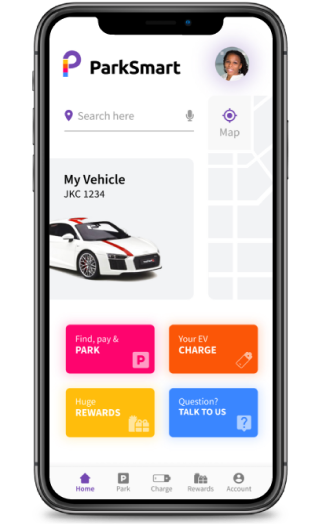 ParkSmart
Search here
Map
My Vehicle
JKC 1234
Find, pay &
PARK
P
Your EV
CHARGE
Huge
REWARDS
Question?
TALK TO US
?
Home
P
Park
Charge
Rewards
Account